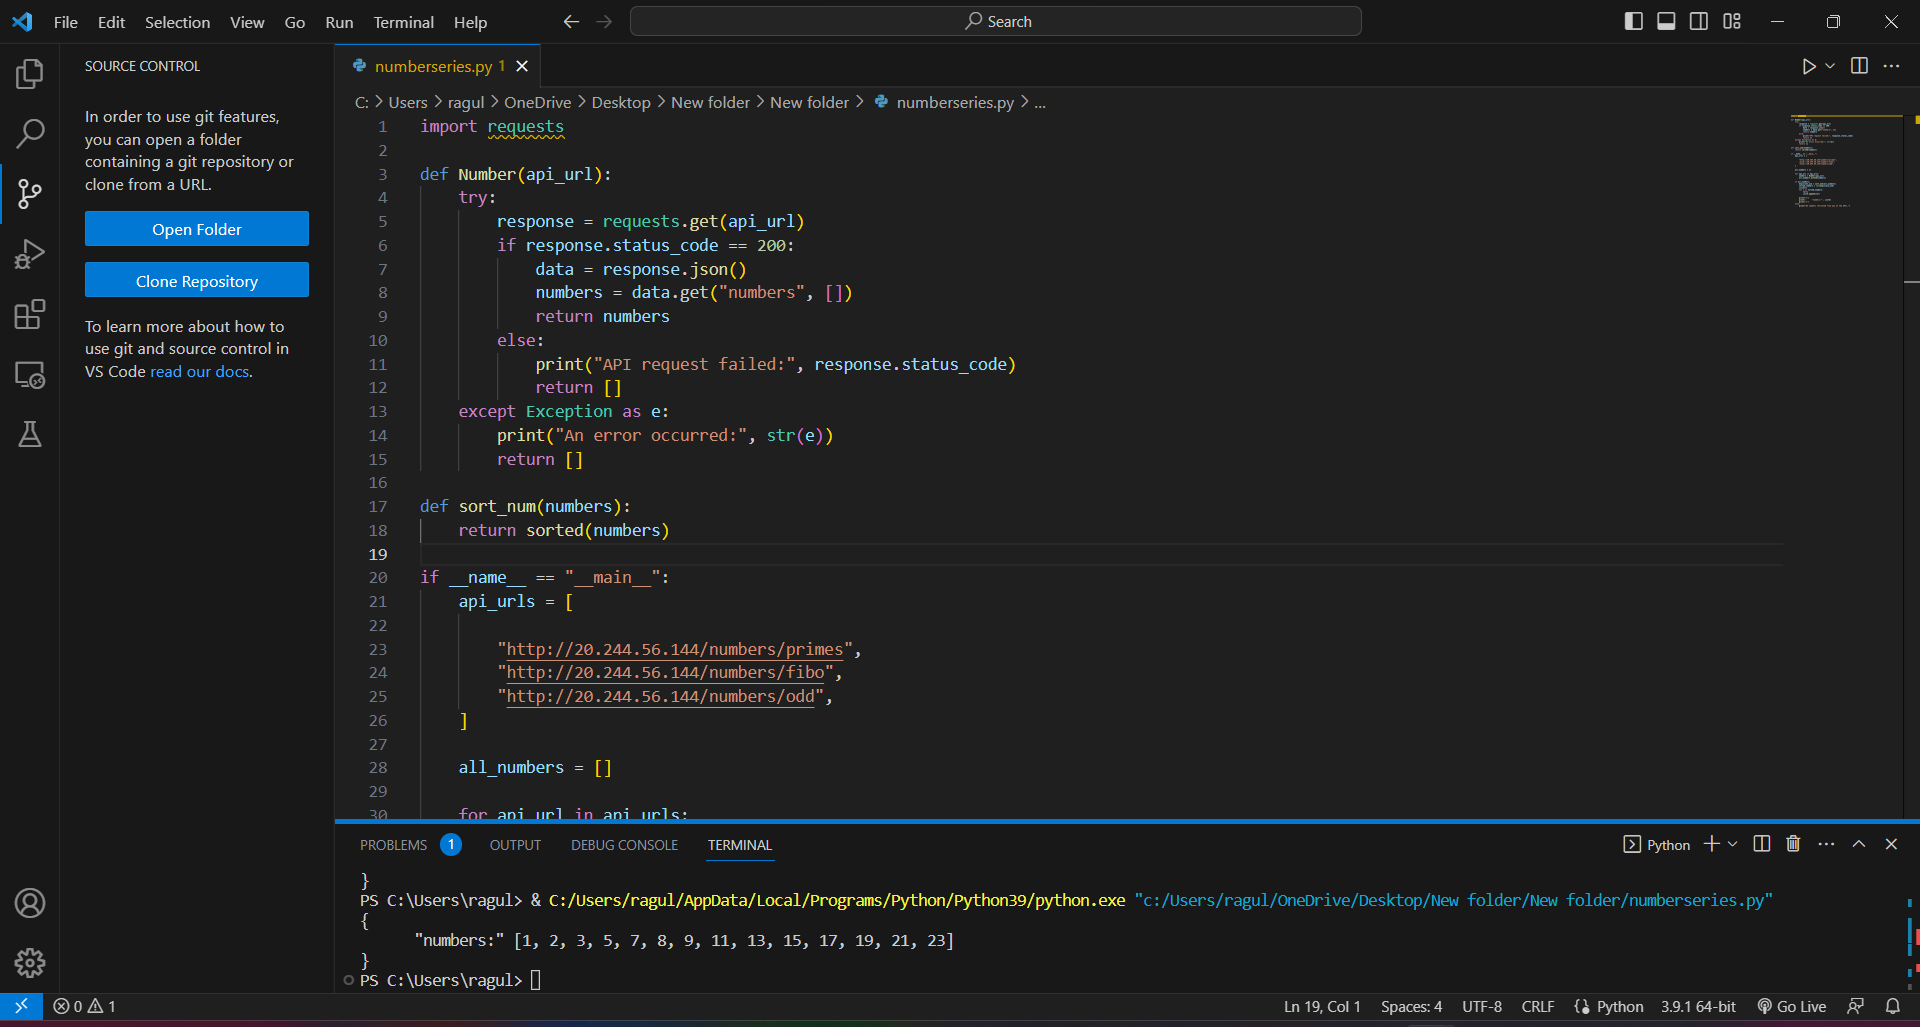 File Edit Selection View Go Run Terminal Help
Search
SOURCE CONTROL
In order to use git features,
you can open a folder
containing a git repository or
clone from a URL.
Open Folder
Clone Repository
To learn more about how to
use git and source control in
VS Code read our docs.
numberseries.py 1
C: > Users > ragul > OneDrive > Desktop > New folder > New folder > numberseries.py > ...
1 import requests
2
3 def Number(api_url):
4     try:
5         response = requests.get(api_url)
6         if response.status_code == 200:
7             data = response.json()
8             numbers = data.get("numbers", [])
9             return numbers
10         else:
11             print("API request failed:", response.status_code)
12             return []
13     except Exception as e:
14         print("An error occurred:", str(e))
15         return []
16
17 def sort_num(numbers):
18     return sorted(numbers)
19
20 if __name__ == "__main__":
21     api_urls = [
22
23         "http://20.244.56.144/numbers/primes",
24         "http://20.244.56.144/numbers/fibo",
25         "http://20.244.56.144/numbers/odd",
26     ]
27
28     all_numbers = []
29
30     for api_url in api_urls:
PROBLEMS 1 OUTPUT DEBUG CONSOLE TERMINAL
Python
}
PS C:\Users\ragul> & C:/Users/ragul/AppData/Local/Programs/Python/Python39/python.exe "c:/Users/ragul/OneDrive/Desktop/New folder/New folder/numberseries.py"
{
"numbers:" [1, 2, 3, 5, 7, 8, 9, 11, 13, 15, 17, 19, 21, 23]
}
PS C:\Users\ragul>
0 1
Ln 19, Col 1 Spaces: 4 UTF-8 CRLF {} Python 3.9.1 64-bit Go Live